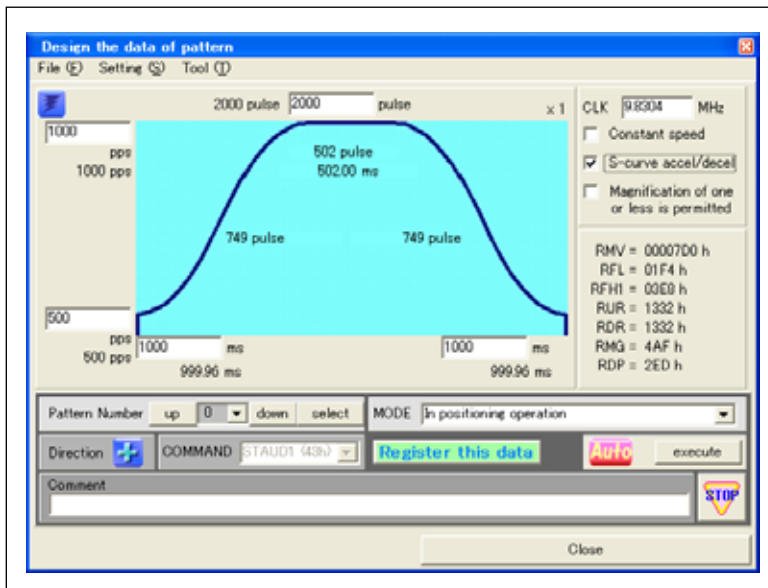 Design the data of pattern
File (F) Setting (S) Tool (T)
2000 pulse 2000 pulse x 1
1000
pps
1000 pps
502 pulse
502.00 ms
749 pulse 749 pulse
500
pps
500 pps
1000 ms 1000 ms
999.96 ms 999.96 ms
CLK 9.8304 MHz
Constant speed
S-curve accel/decel
Magnification of one
or less is permitted
RMV = 00007D0 h
RFL = 01F4 h
RFH1 = 03E8 h
RUR = 1332 h
RDR = 1332 h
RMG = 4AF h
RDP = 2ED h
Pattern Number up 0 down select MODE In positioning operation
Direction + COMMAND STAUD1 (43h) Register this data Auto execute
Comment
STOP
Close